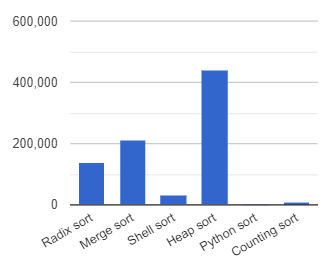 600,000
400,000
200,000
0
Radix sort
Merge sort
Shell sort
Heap sort
Python sort
Counting sort